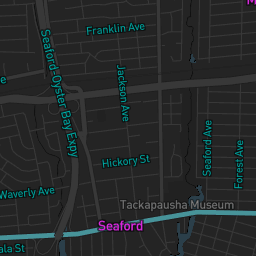 Franklin Ave
Seaford-Oyster Bay Expy
Jackson Ave
Seaford Ave
Forest Ave
Hickory St
Waverly Ave
Tackapausha Museum
Seaford
St